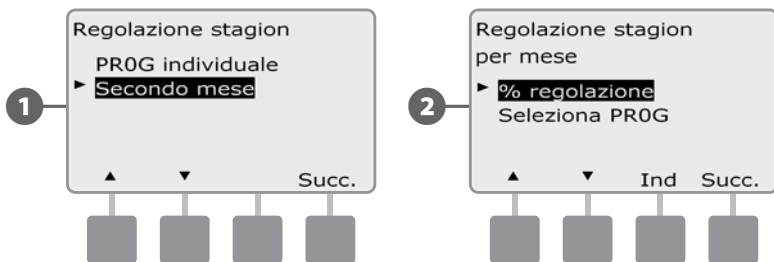 1
Regolazione stagion
PR0G individuale
► Secondo mese
▲ ▼ Succ.
2
Regolazione stagion
per mese
► % regolazione
Seleziona PR0G
▲ ▼ Ind Succ.